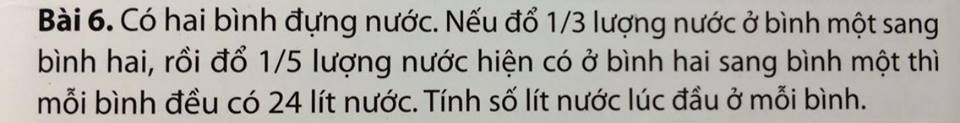 Bài 6. Có hai bình đựng nước. Nếu đổ 1/3 lượng nước ở bình một sang
bình hai, rồi đổ 1/5 lượng nước hiện có ở bình hai sang bình một thì
mỗi bình đều có 24 lít nước. Tính số lít nước lúc đầu ở mỗi bình.